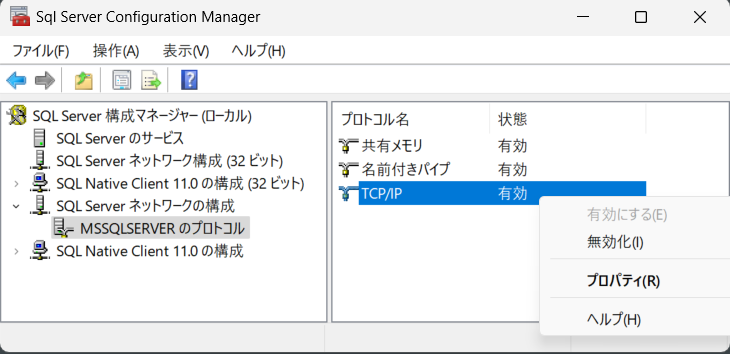 Sql Server Configuration Manager
ファイル(F) 操作(A) 表示(V) ヘルプ(H)
SQL Server 構成マネージャー (ローカル)
SQL Server のサービス
SQL Server ネットワーク構成 (32 ビット)
SQL Native Client 11.0 の構成 (32 ビット)
SQL Server ネットワークの構成
MSSQLSERVER のプロトコル
SQL Native Client 11.0 の構成
プロトコル名 状態
共有メモリ 有効
名前付きパイプ 有効
TCP/IP 有効
有効にする(E)
無効化(I)
プロパティ(R)
ヘルプ(H)